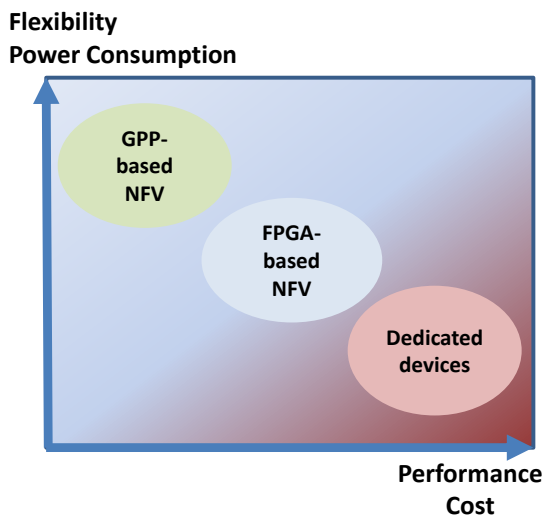 Flexibility
Power Consumption
GPP-
based
NFV
FPGA-
based
NFV
Dedicated
devices
Performance
Cost